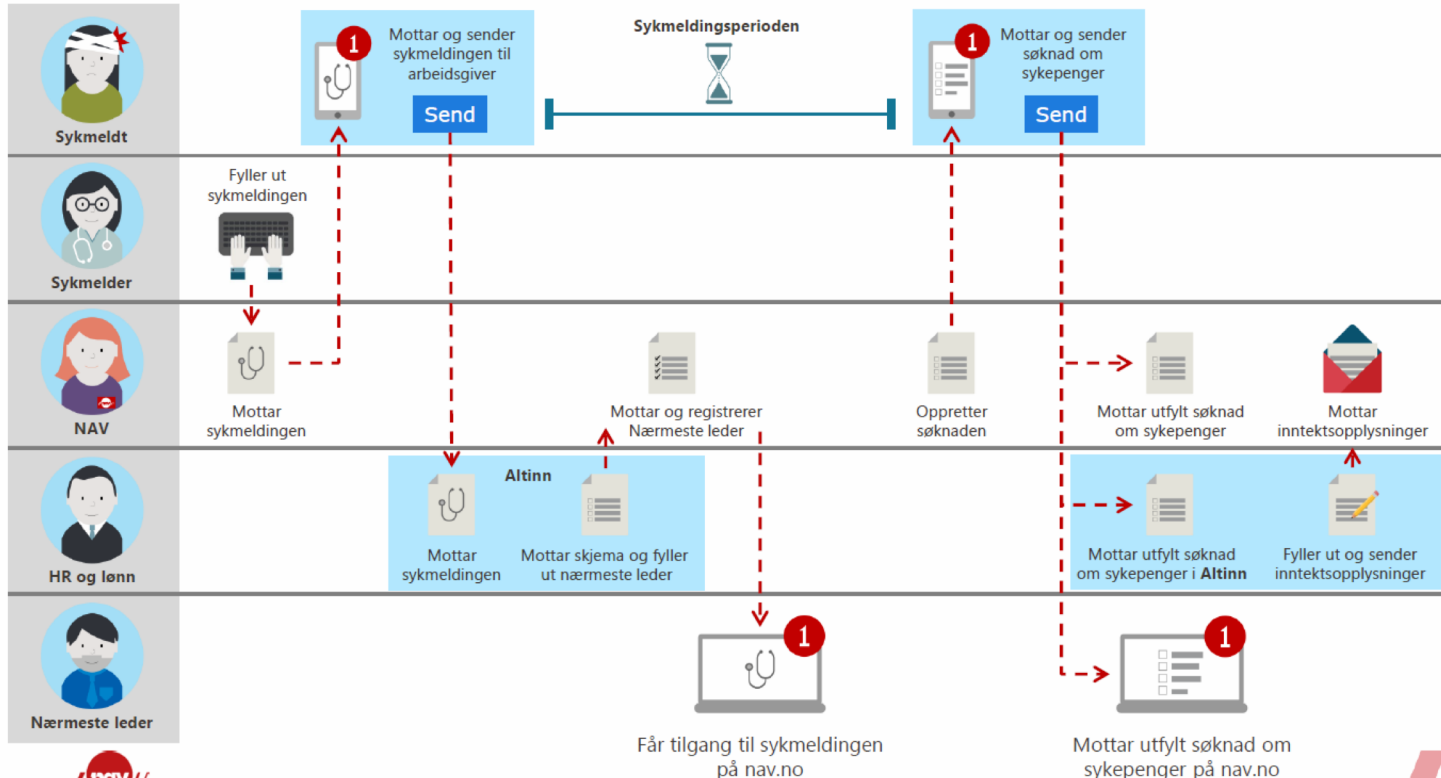 1
Mottar og sender
sykmeldingen til
arbeidsgiver
Send
Sykmeldingsperioden
1
Mottar og sender
søknad om
sykepenger
Send
Sykmeldt
Fyller ut
sykmeldingen
Sykmelder
Mottar
sykmeldingen
Mottar og registrerer
Nærmeste leder
Oppretter
søknaden
Mottar utfylt søknad
om sykepenger
Mottar
inntektsopplysninger
NAV
Altinn
Mottar
sykmeldingen
Mottar skjema og fyller
ut nærmeste leder
Mottar utfylt søknad
om sykepenger i Altinn
Fyller ut og sender
inntektsopplysninger
HR og lønn
1
1
Nærmeste leder
Får tilgang til sykmeldingen
på nav.no
Mottar utfylt søknad om
sykepenger på nav.no